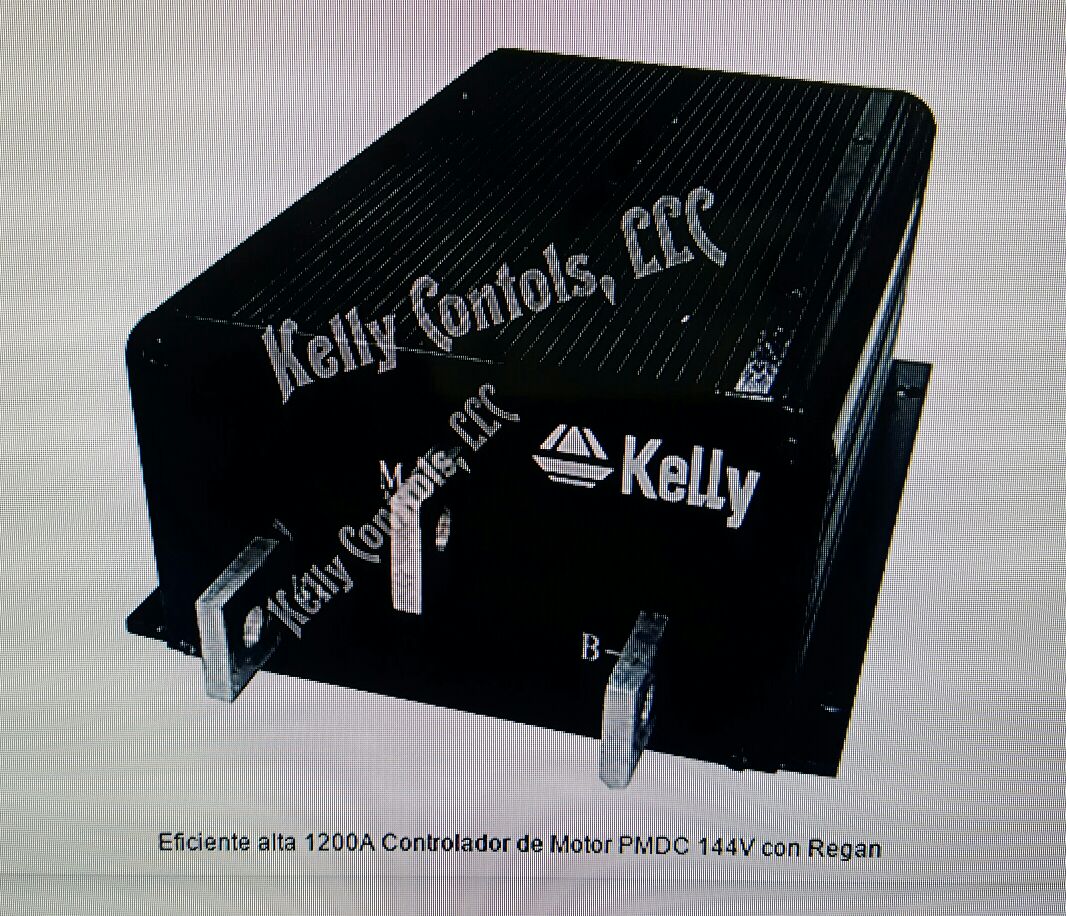 Kelly Contols, LLC
Kelly Contols, LLC
Kelly
B-
Eficiente alta 1200A Controlador de Motor PMDC 144V con Regan